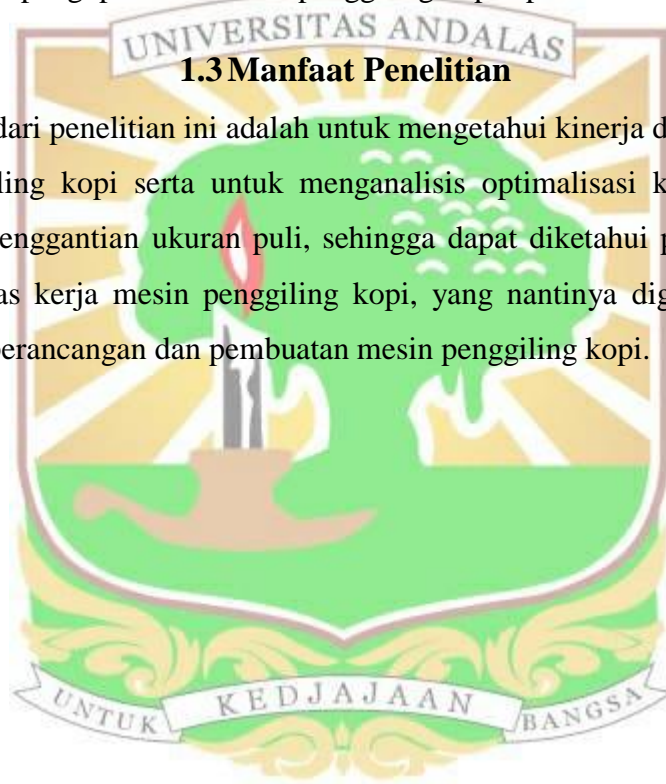 UNIVERSITAS ANDALAS
1.3 Manfaat Penelitian
dari penelitian ini adalah untuk mengetahui kinerja
ling kopi serta untuk menganalisis optimalisasi
enggantian ukuran puli, sehingga dapat diketahui
as kerja mesin penggiling kopi, yang nantinya
perancangan dan pembuatan mesin penggiling kopi.
UNTUK KEDJAJAAN BANGSA